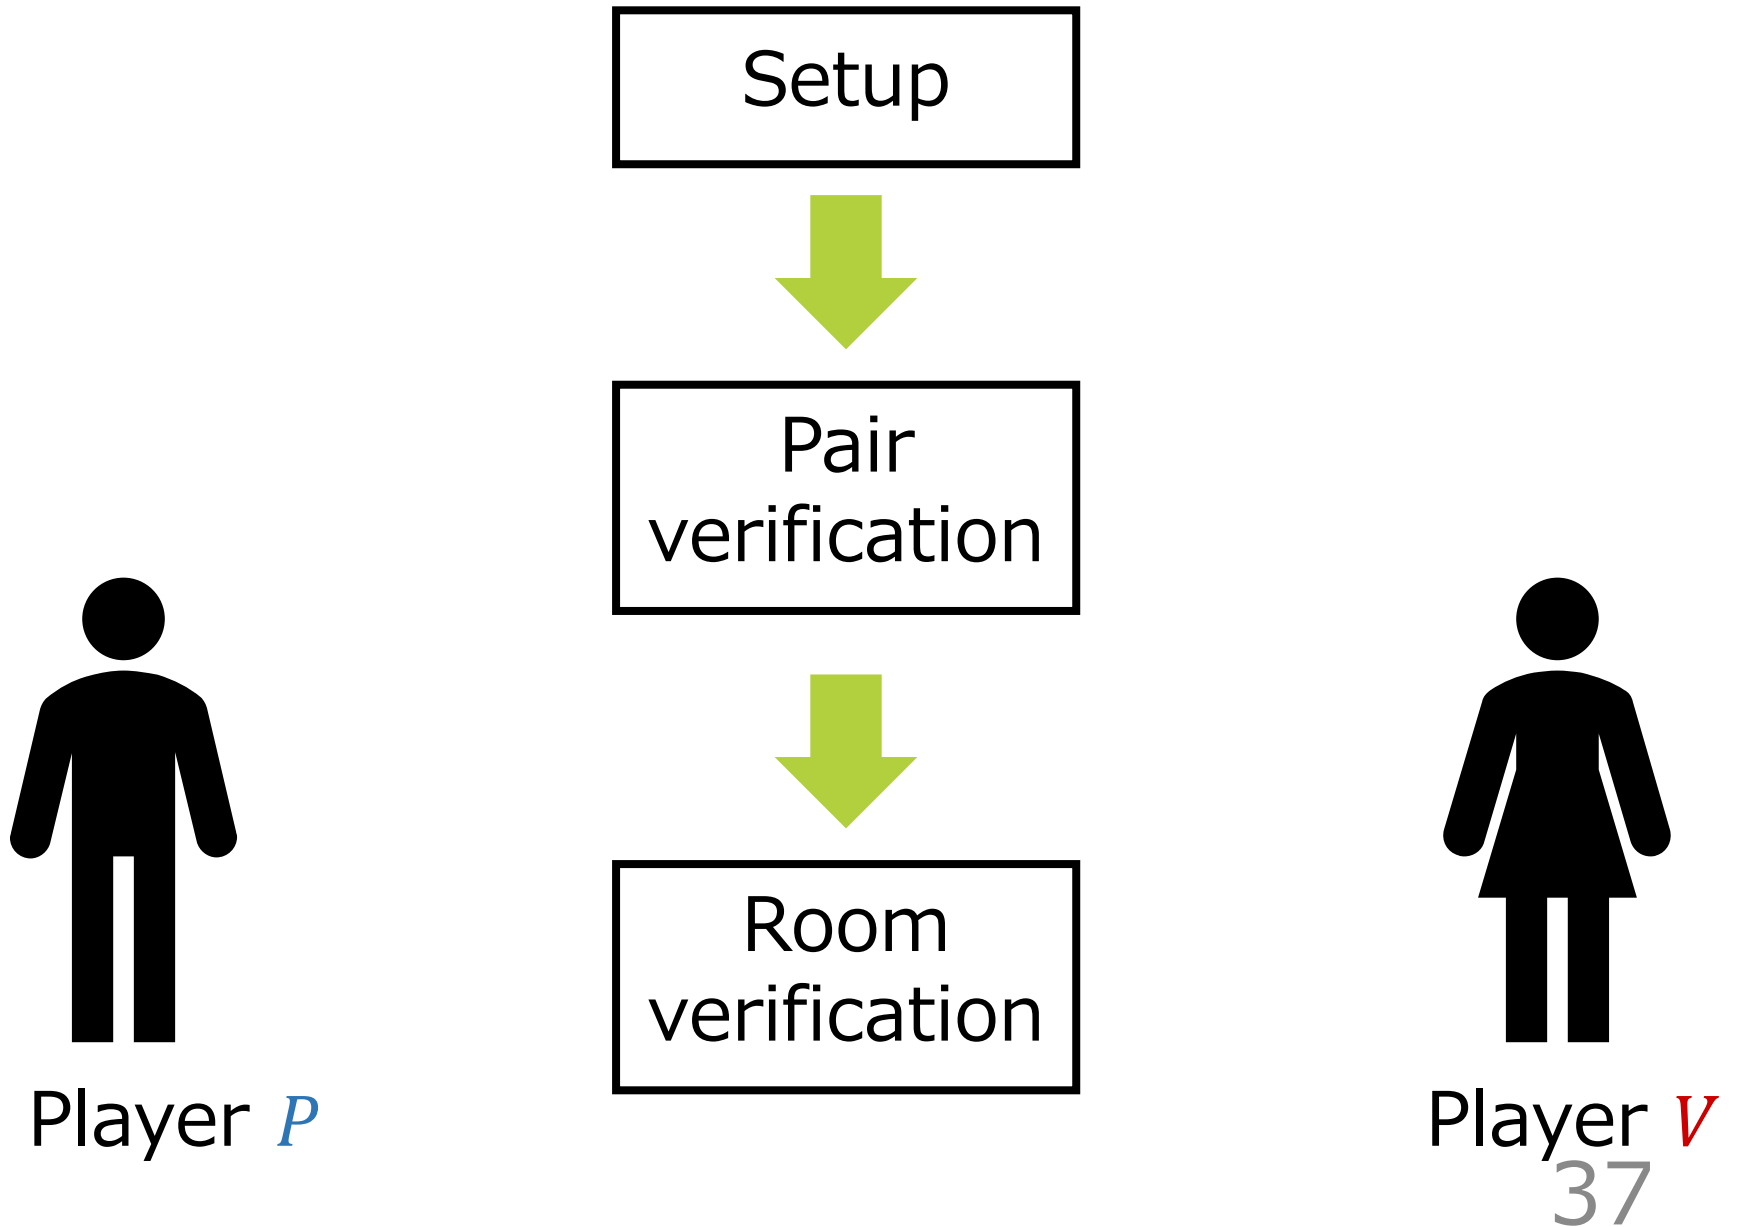 Setup
Pair
verification
Room
verification
Player P
Player V
37